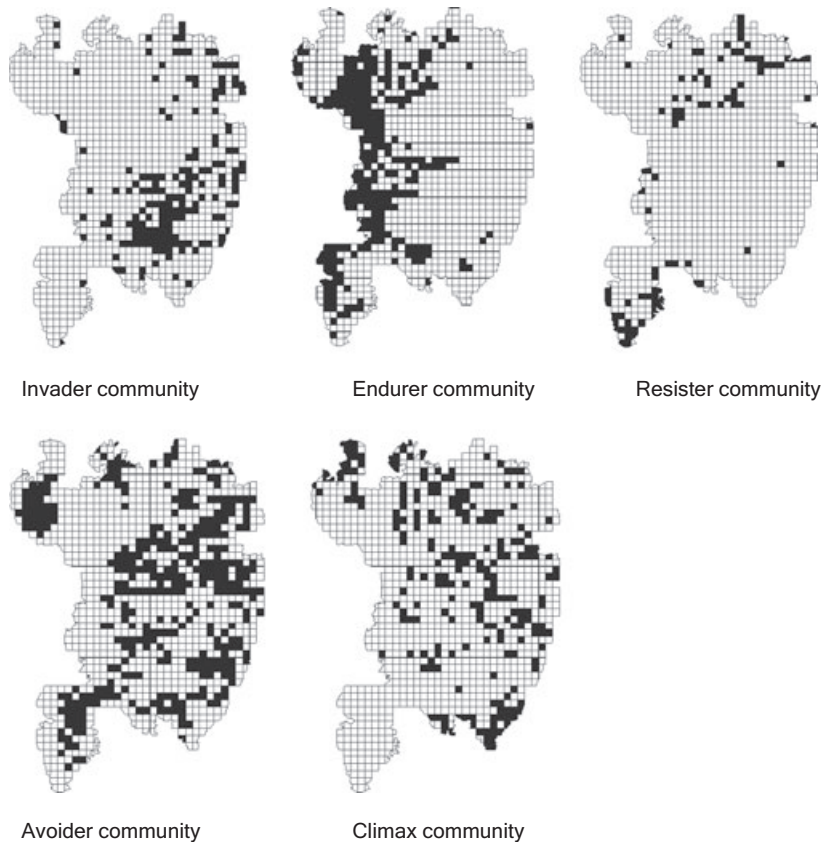 Invader community
Endurer community
Resister community
Avoider community
Climax community